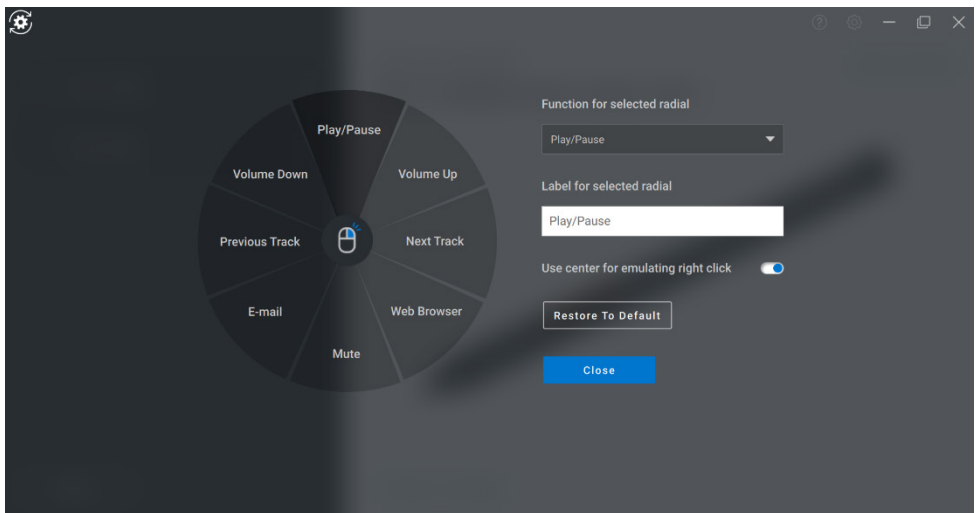 Play/Pause
Volume Down
Volume Up
Previous Track
Next Track
E-mail
Web Browser
Mute
Function for selected radial
Play/Pause
Label for selected radial
Play/Pause
Use center for emulating right click
Restore To Default
Close